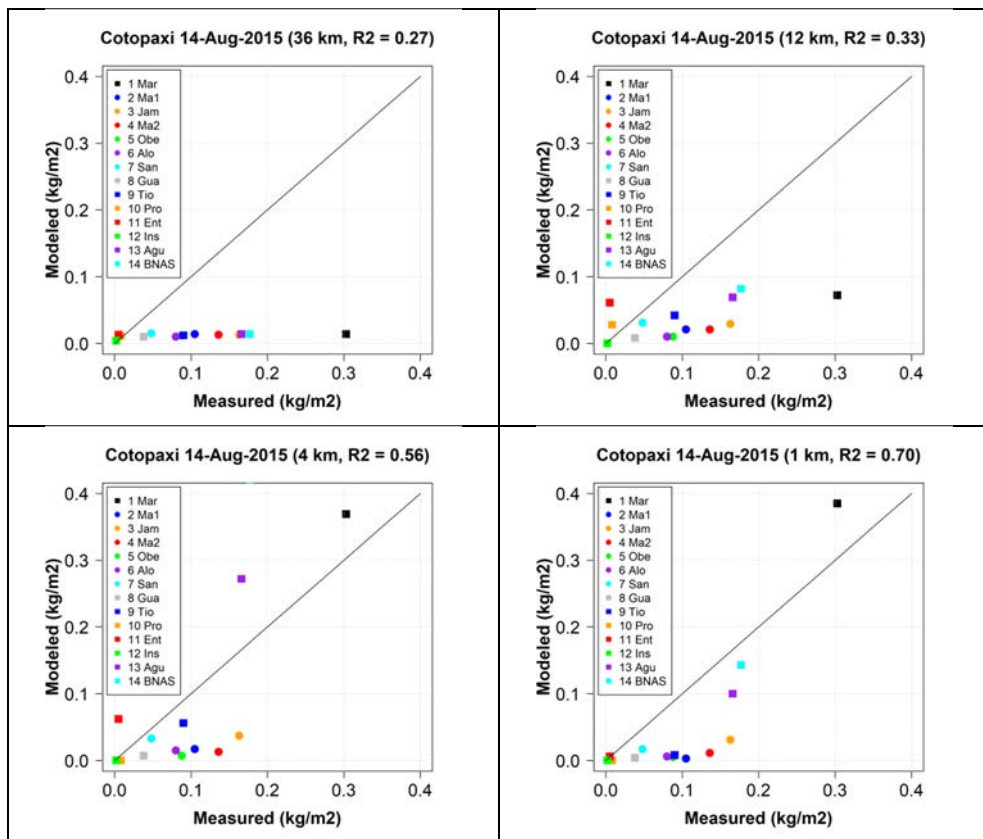 Cotopaxi 14-Aug-2015 (36 km, R2 = 0.27)
0.4
0.3
0.2
0.1
0.0
Modeled (kg/m2)
1 Mar
2 Ma1
3 Jam
4 Ma2
5 Obe
6 Alo
7 San
8 Gua
9 Tio
10 Pro
11 Ent
12 Ins
13 Agu
14 BNAS
0.0 0.1 0.2 0.3 0.4
Measured (kg/m2)
Cotopaxi 14-Aug-2015 (12 km, R2 = 0.33)
0.4
0.3
0.2
0.1
0.0
Modeled (kg/m2)
1 Mar
2 Ma1
3 Jam
4 Ma2
5 Obe
6 Alo
7 San
8 Gua
9 Tio
10 Pro
11 Ent
12 Ins
13 Agu
14 BNAS
0.0 0.1 0.2 0.3 0.4
Measured (kg/m2)
Cotopaxi 14-Aug-2015 (4 km, R2 = 0.56)
0.4
0.3
0.2
0.1
0.0
Modeled (kg/m2)
1 Mar
2 Ma1
3 Jam
4 Ma2
5 Obe
6 Alo
7 San
8 Gua
9 Tio
10 Pro
11 Ent
12 Ins
13 Agu
14 BNAS
0.0 0.1 0.2 0.3 0.4
Measured (kg/m2)
Cotopaxi 14-Aug-2015 (1 km, R2 = 0.70)
0.4
0.3
0.2
0.1
0.0
Modeled (kg/m2)
1 Mar
2 Ma1
3 Jam
4 Ma2
5 Obe
6 Alo
7 San
8 Gua
9 Tio
10 Pro
11 Ent
12 Ins
13 Agu
14 BNAS
0.0 0.1 0.2 0.3 0.4
Measured (kg/m2)